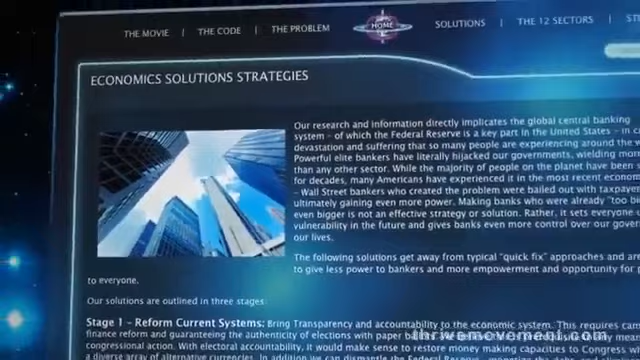 THE MOVIE | THE CODE | THE PROBLEM HOME SOLUTIONS | THE 12 SECTORS |
ECONOMICS SOLUTIONS STRATEGIES
Our research and information directly implicates the global central banking
system - of which the Federal Reserve is a key part in the United States - in
devastation and suffering that so many people are experiencing around the
Powerful elite bankers have literally hijacked our governments, wielding more
than any other sector. While the majority of people on the planet have been
for decades, many Americans have experienced it in the most recent
- Wall Street bankers who created the problem were bailed out with
ultimately gaining even more power. Making banks who were already "too
even bigger is not an effective strategy or solution. Rather, it sets everyone
vulnerability in the future and gives banks even more control over our
our lives.
The following solutions get away from typical "quick fix" approaches and
to give less power to bankers and more empowerment and opportunity for
to everyone.
Our solutions are outlined in three stages:
Stage 1 – Reform Current Systems: Bring Transparency and accountability to the economic system. This requires
finance reform and guaranteeing the authenticity of elections with paper
thrivemovement.com
congressional action. With electoral accountability, it would make sense to restore money making capacities to Congress
a diverse array of alternative currencies. In addition we can dismantle the Federal